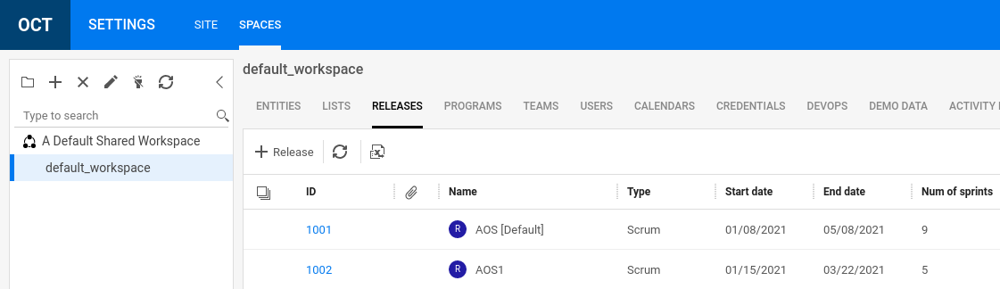 OCT SETTINGS SITE SPACES
default_workspace
Type to search
A Default Shared Workspace
default_workspace
ENTITIES LISTS RELEASES PROGRAMS TEAMS USERS CALENDARS CREDENTIALS DEVOPS DEMO DATA ACTIVITY
Release
ID Name Type Start date End date Num of sprints
1001 R AOS [Default] Scrum 01/08/2021 05/08/2021 9
1002 R AOS1 Scrum 01/15/2021 03/22/2021 5